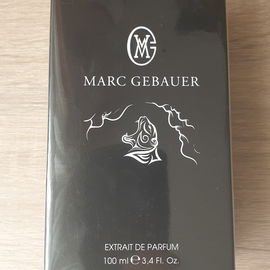 MG
MARC GEBAUER
EXTRAIT DE PARFUM
100 ml ℮ 3,4 Fl. Oz.